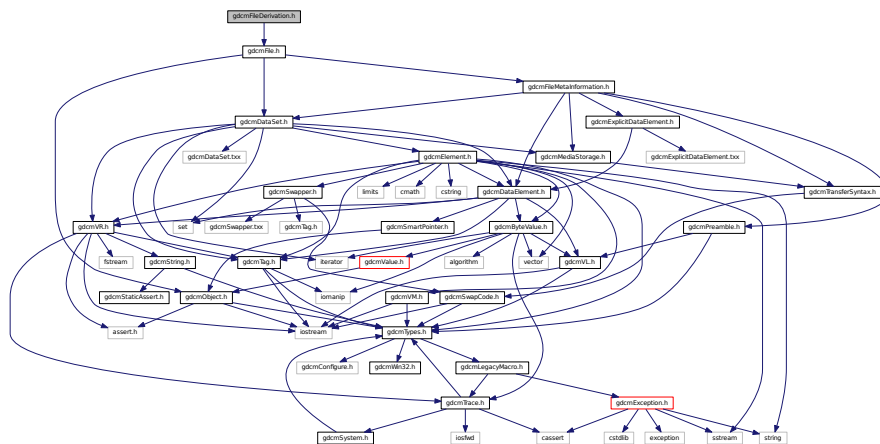 gdcmFileDerivation.h
gdcmFile.h
gdcmFileMetaInformation.h
gdcmDataSet.h
gdcmExplicitDataElement.h
gdcmDataSet.txx
gdcmElement.h
gdcmMediaStorage.h
gdcmExplicitDataElement.txx
gdcmSwapper.h
limits
cmath
cstring
gdcmDataElement.h
gdcmTransferSyntax.h
gdcmVR.h
set
gdcmSwapper.txx
gdcmTag.h
gdcmSmartPointer.h
gdcmByteValue.h
gdcmPreamble.h
fstream
gdcmString.h
gdcmTag.h
iterator
gdcmValue.h
algorithm
vector
gdcmVL.h
gdcmStaticAssert.h
gdcmObject.h
iomanip
gdcmVM.h
gdcmSwapCode.h
assert.h
iostream
gdcmTypes.h
gdcmConfigure.h
gdcmWin32.h
gdcmLegacyMacro.h
gdcmTrace.h
gdcmException.h
gdcmSystem.h
iosfwd
cassert
cstdlib
exception
sstream
string